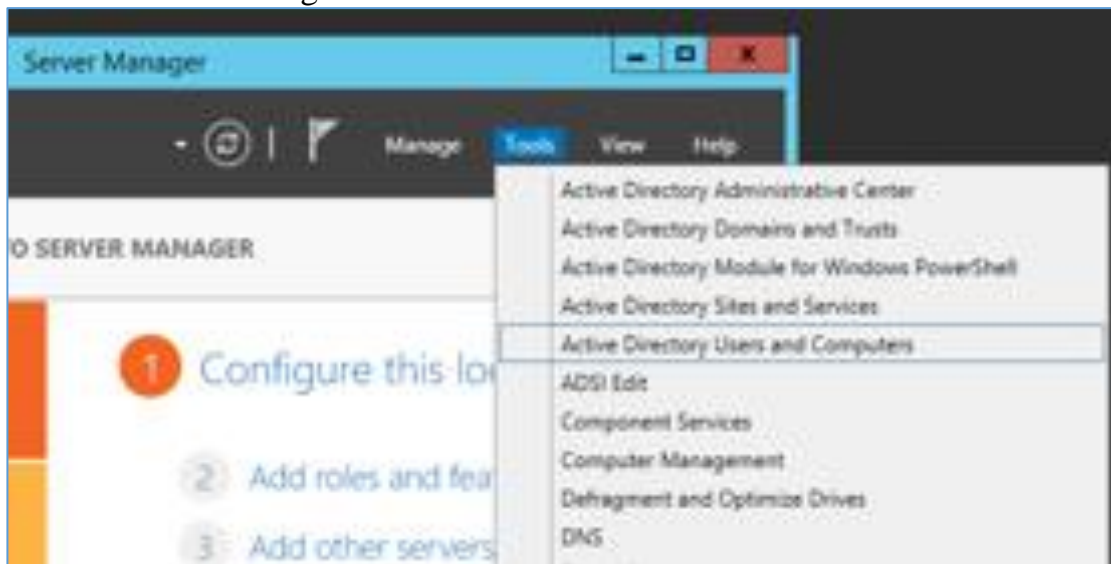 Server Manager
Manage Tools View Help
O SERVER MANAGER
1 Configure this lo
2 Add roles and fea
3 Add other servers
Active Directory Administrative Center
Active Directory Domains and Trusts
Active Directory Module for Windows PowerShell
Active Directory Sites and Services
Active Directory Users and Computers
ADSI Edit
Component Services
Computer Management
Defragment and Optimize Drives
DNS